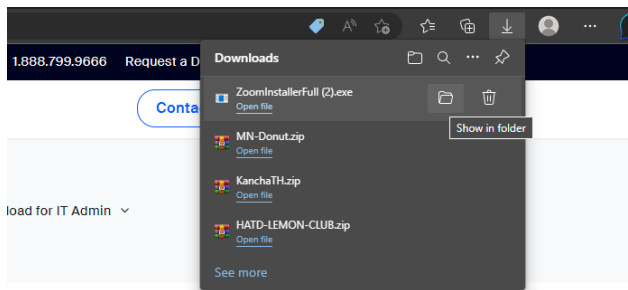 1.888.799.9666 Request a D
Conta
load for IT Admin
Downloads
ZoomInstallerFull (2).exe
Open file
Show in folder
MN-Donut.zip
Open file
KanchaTH.zip
Open file
HATD-LEMON-CLUB.zip
Open file
See more